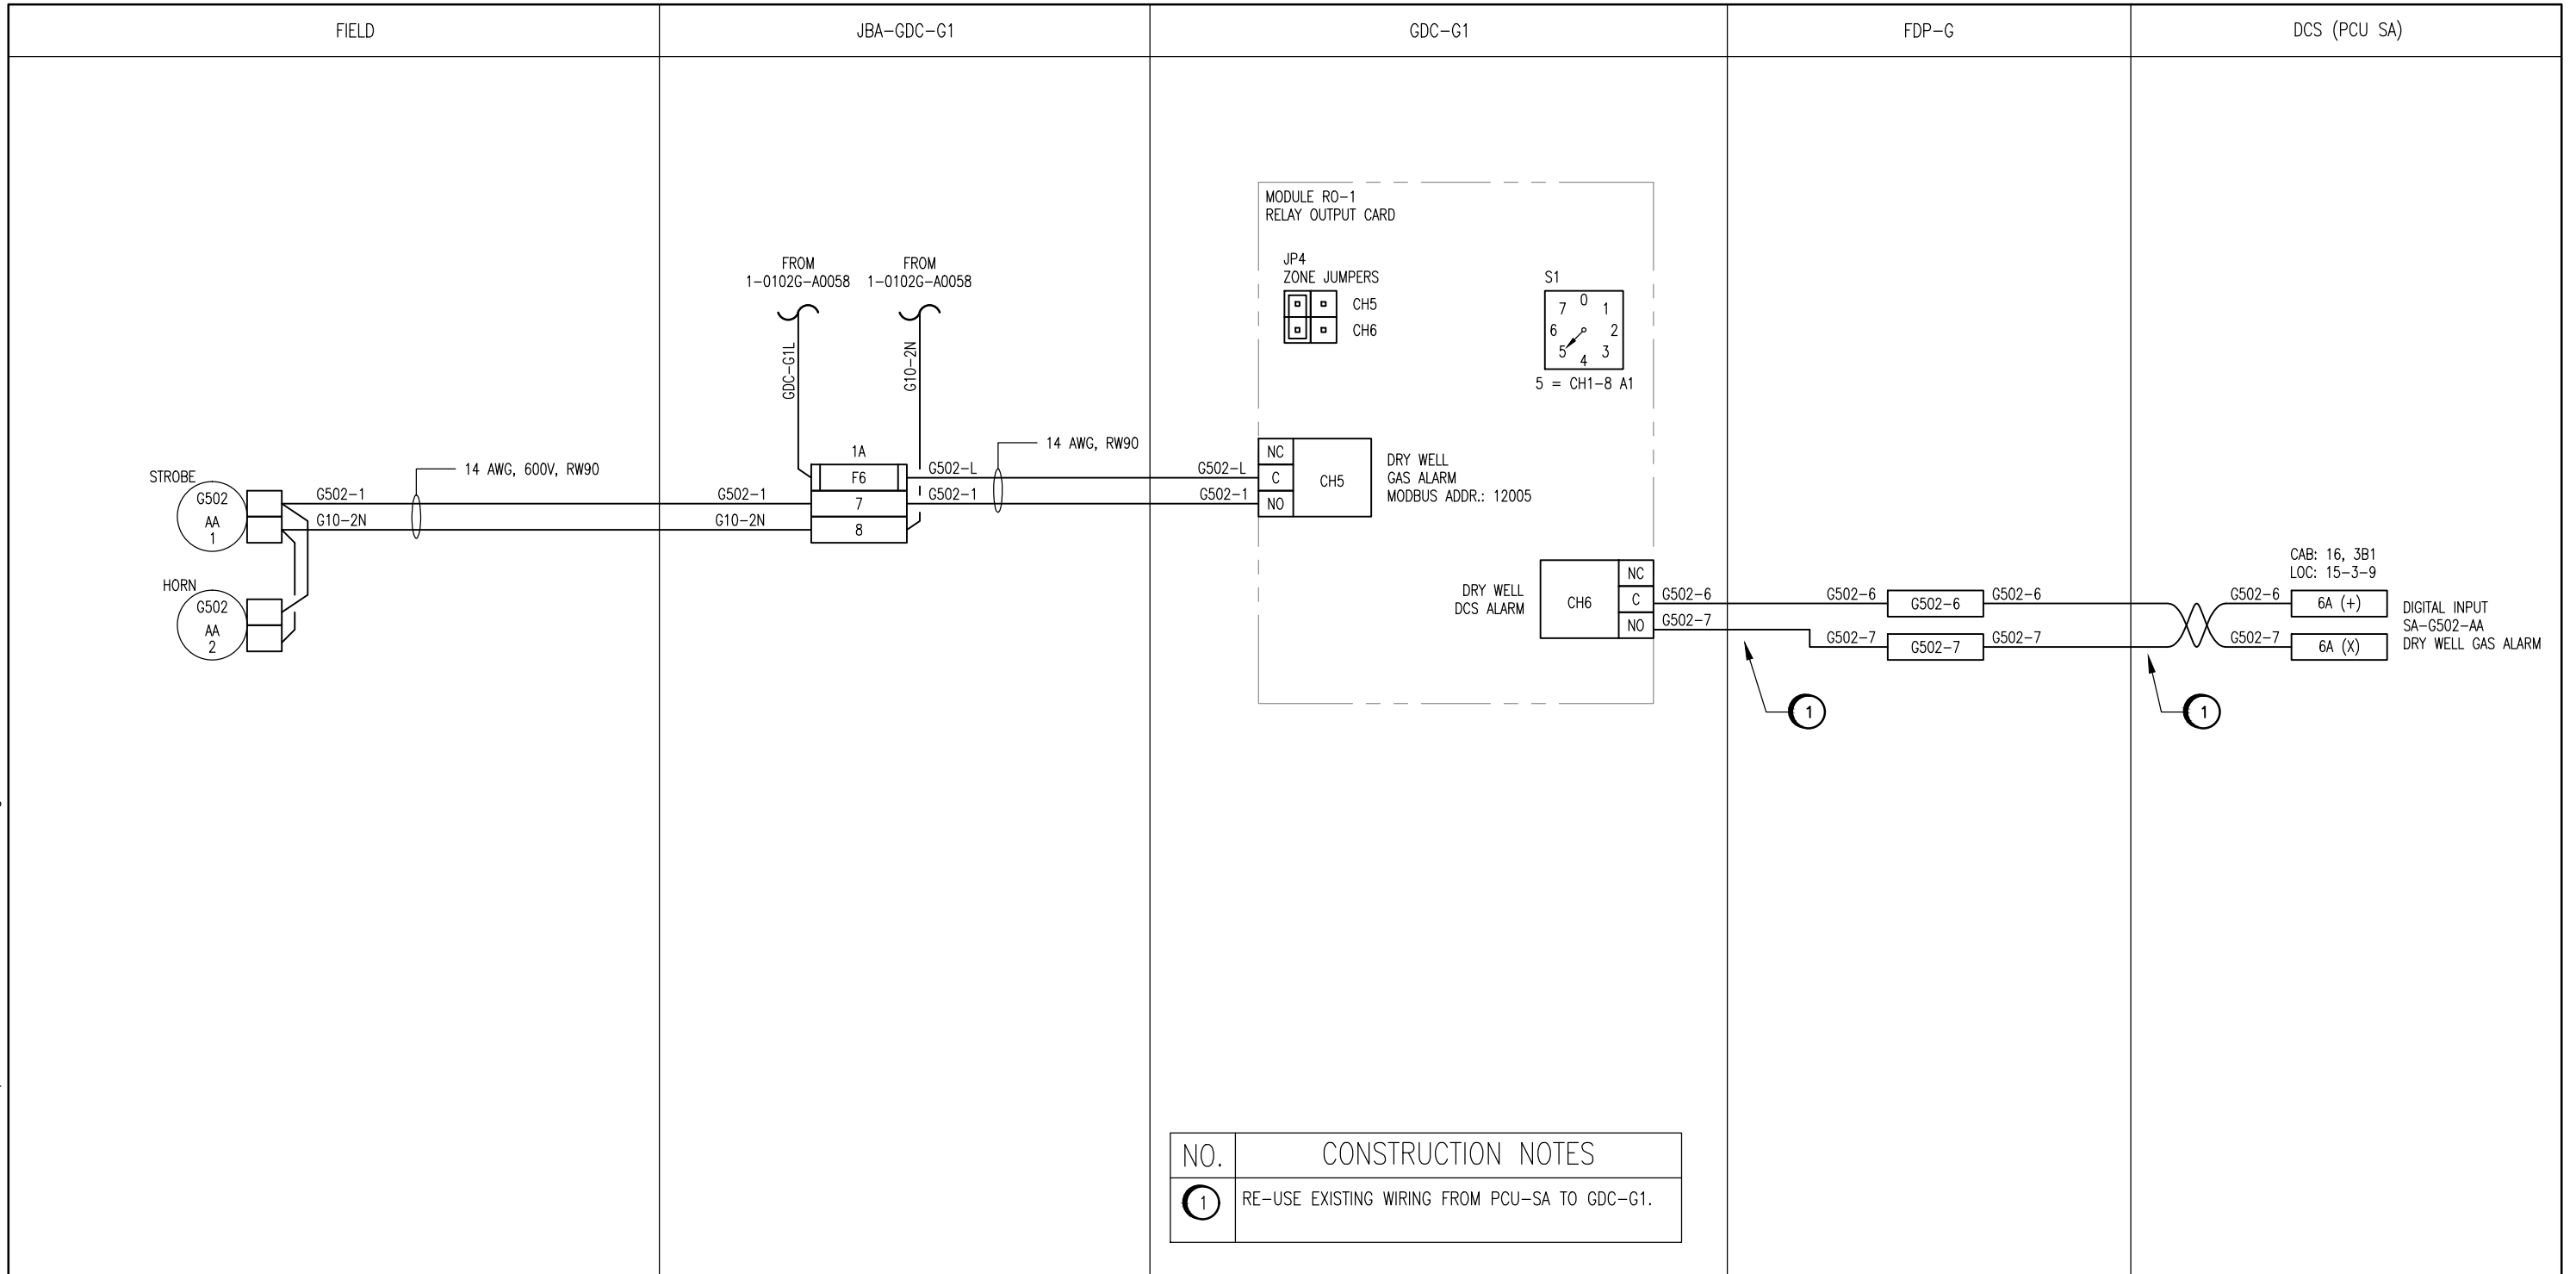 FIELD
JBA-GDC-G1
GDC-G1
FDP-G
DCS (PCU SA)
STROBE
G502
AA
1
HORN
G502
AA
2
G502-1
G10-2N
14 AWG, 600V, RW90
G502-1
G10-2N
FROM
1-0102G-A0058
FROM
1-0102G-A0058
GDC-G1L
G10-2N
1A
F6
7
8
G502-L
G502-1
14 AWG, RW90
G502-L
G502-1
MODULE RO-1
RELAY OUTPUT CARD
JP4
ZONE JUMPERS
CH5
CH6
S1
0
1
2
3
4
5
6
7
5 = CH1-8 A1
NC
C
NO
CH5
DRY WELL
GAS ALARM
MODBUS ADDR.: 12005
DRY WELL
DCS ALARM
CH6
NC
C
NO
G502-6
G502-7
G502-6
G502-6
G502-6
G502-7
G502-7
G502-7
1
1
CAB: 16, 3B1
LOC: 15-3-9
G502-6
6A (+)
G502-7
6A (X)
DIGITAL INPUT
SA-G502-AA
DRY WELL GAS ALARM
NO.
CONSTRUCTION NOTES
1
RE-USE EXISTING WIRING FROM PCU-SA TO GDC-G1.